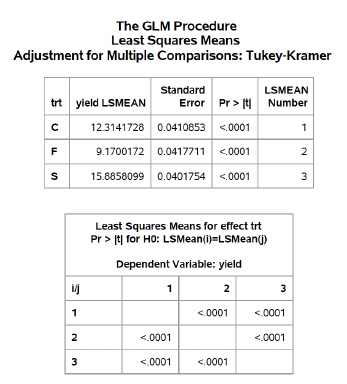 The GLM Procedure
Least Squares Means
Adjustment for Multiple Comparisons: Tukey-Kramer
trt yield LSMEAN Standard Error Pr > |t| LSMEAN Number
C 12.3141728 0.0410853 <.0001 1
F 9.1700172 0.0417711 <.0001 2
S 15.8858099 0.0401754 <.0001 3
Least Squares Means for effect trt
Pr > |t| for H0: LSMean(i)=LSMean(j)
Dependent Variable: yield
i/j 1 2 3
1 <.0001 <.0001
2 <.0001 <.0001
3 <.0001 <.0001